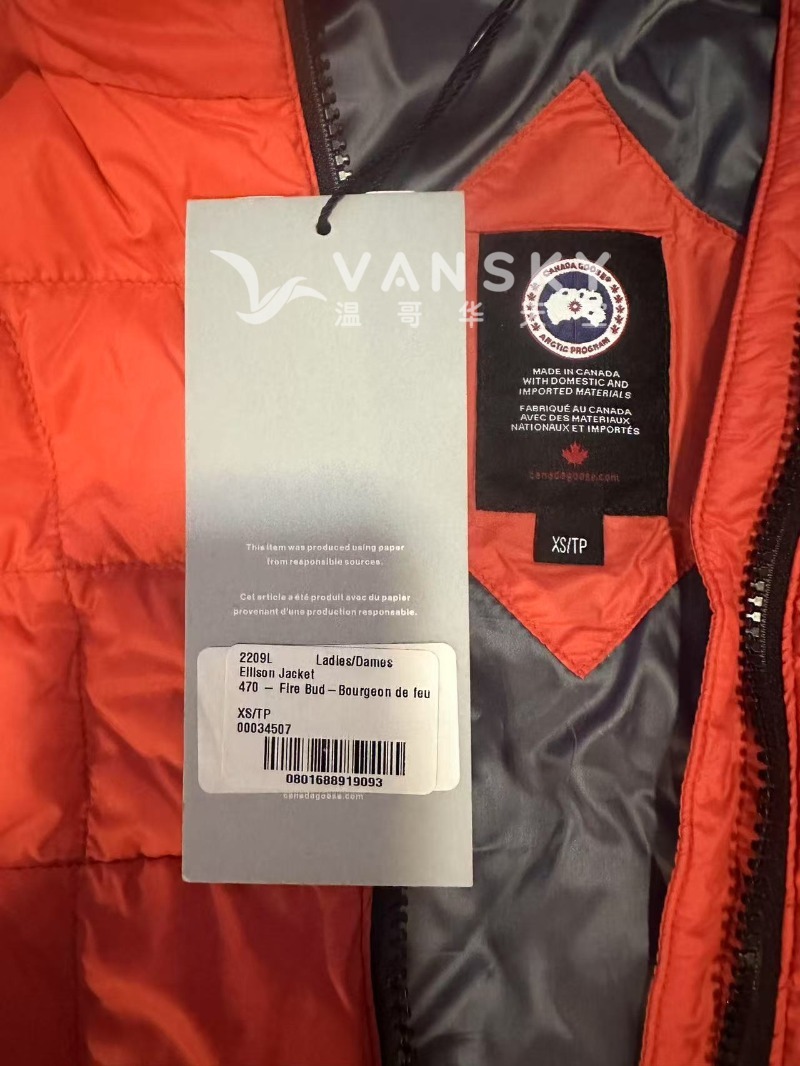 VANSKY
温哥华天空
CANADA GOOSE®
ARCTIC PROGRAM
MADE IN CANADA
WITH DOMESTIC AND
IMPORTED MATERIALS
FABRIQUÉ AU CANADA
AVEC DES MATERIAUX
NATIONAUX ET IMPORTÉS
canadagoose.com
XS/TP
This item was produced using paper
from responsible sources.
Cet article a été produit avec du papier
provenant d'une production responsable.
2209L Ladies/Dames
Ellison Jacket
470 – Fire Bud – Bourgeon de feu
XS/TP
00034507
0801688919093
canadagoose.com